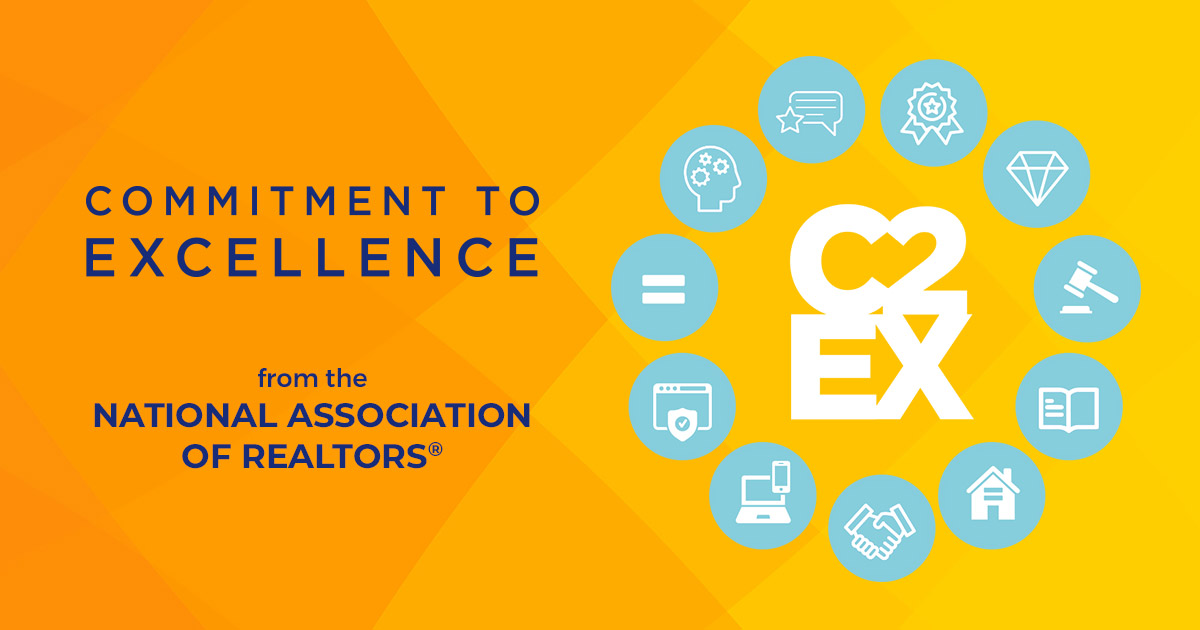 COMMITMENT TO
EXCELLENCE
from the
NATIONAL ASSOCIATION
OF REALTORS®
C2
EX